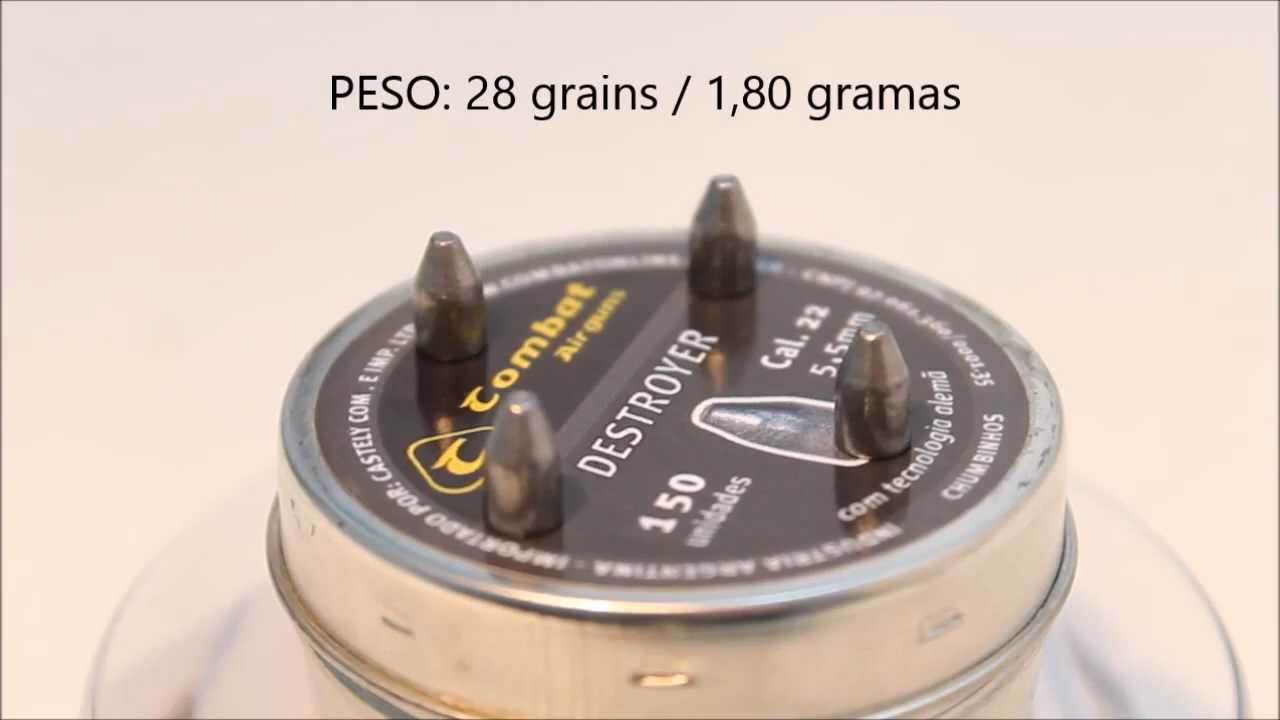 PESO: 28 grains / 1,80 gramas
Combat
Air guns
DESTROYER
Cal. 22
5.5mm
150
unidades
com tecnologia alemã
CHUMBINHOS
INDUSTRIA ARGENTINA - IMPORTADO POR: CASTELY COM. E IMP. LTD